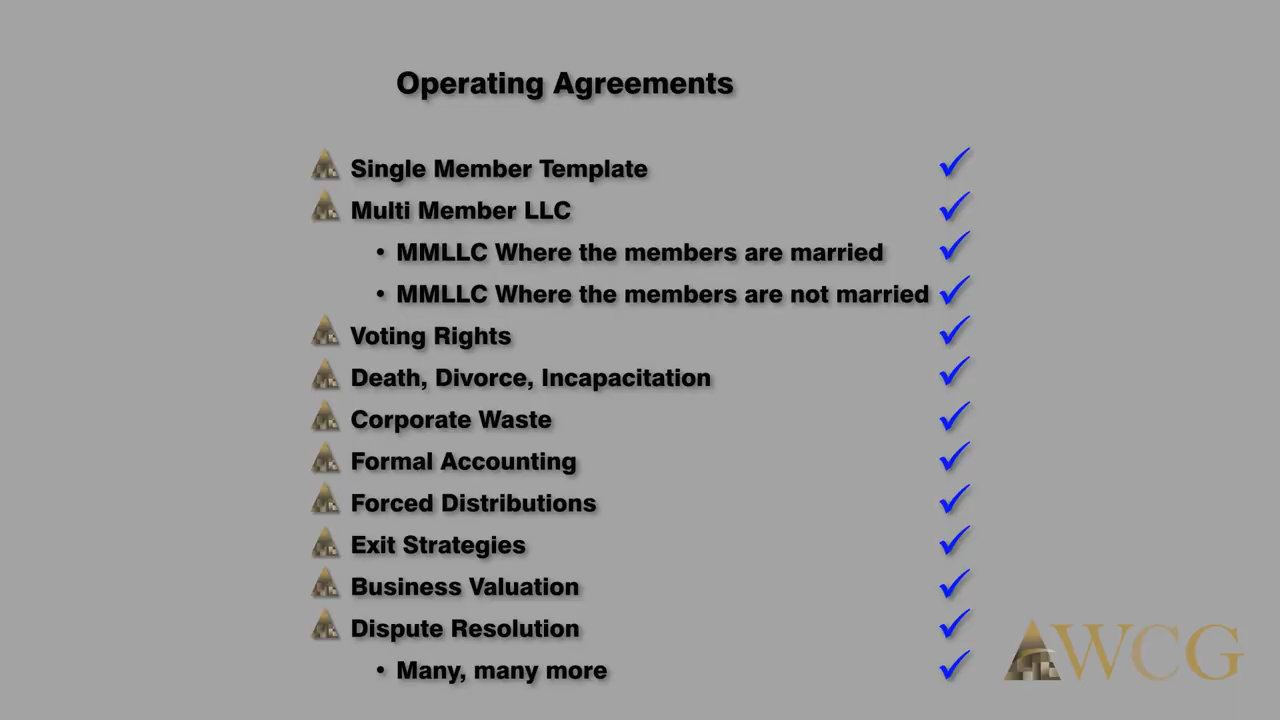 Operating Agreements
Single Member Template
Multi Member LLC
• MMLLC Where the members are married
• MMLLC Where the members are not married
Voting Rights
Death, Divorce, Incapacitation
Corporate Waste
Formal Accounting
Forced Distributions
Exit Strategies
Business Valuation
Dispute Resolution
• Many, many more
WCG